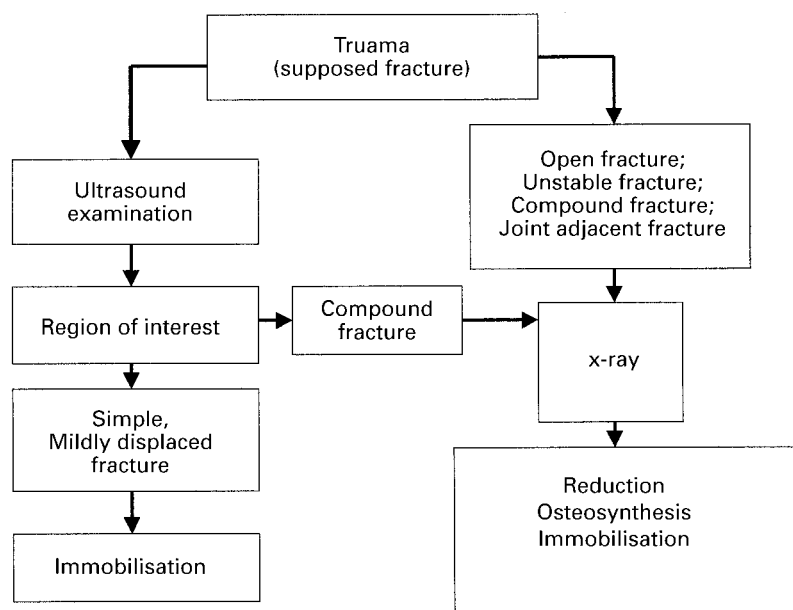 Truama
(supposed fracture)
Ultrasound
examination
Open fracture;
Unstable fracture;
Compound fracture;
Joint adjacent fracture
Region of interest
Compound
fracture
x-ray
Simple,
Mildly displaced
fracture
Reduction
Osteosynthesis
Immobilisation
Immobilisation